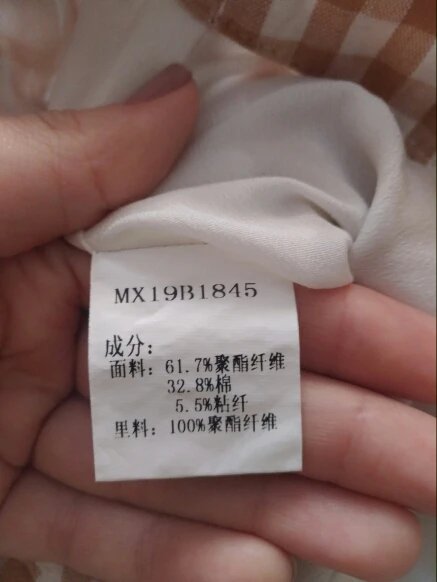 MX19B1845
成分：
面料：61.7%聚酯纤维
32.8%棉
5.5%粘纤
里料：100%聚酯纤维